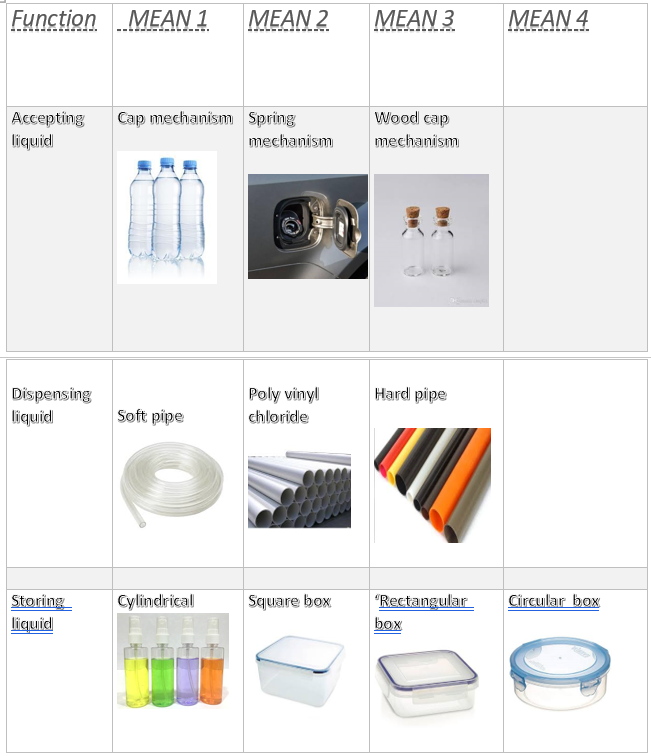 Function MEAN 1 MEAN 2 MEAN 3 MEAN 4
Accepting liquid
Cap mechanism
Spring mechanism
Wood cap mechanism
Dispensing liquid
Soft pipe
Poly vinyl chloride
Hard pipe
Storing liquid
Cylindrical
Square box
‘Rectangular box
Circular box